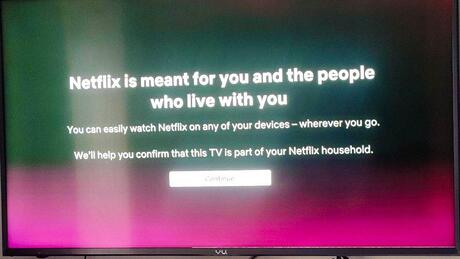 Netflix is meant for you and the people
who live with you
You can easily watch Netflix on any of your devices – wherever you go.
We'll help you confirm that this TV is part of your Netflix household.
Continue
Vu